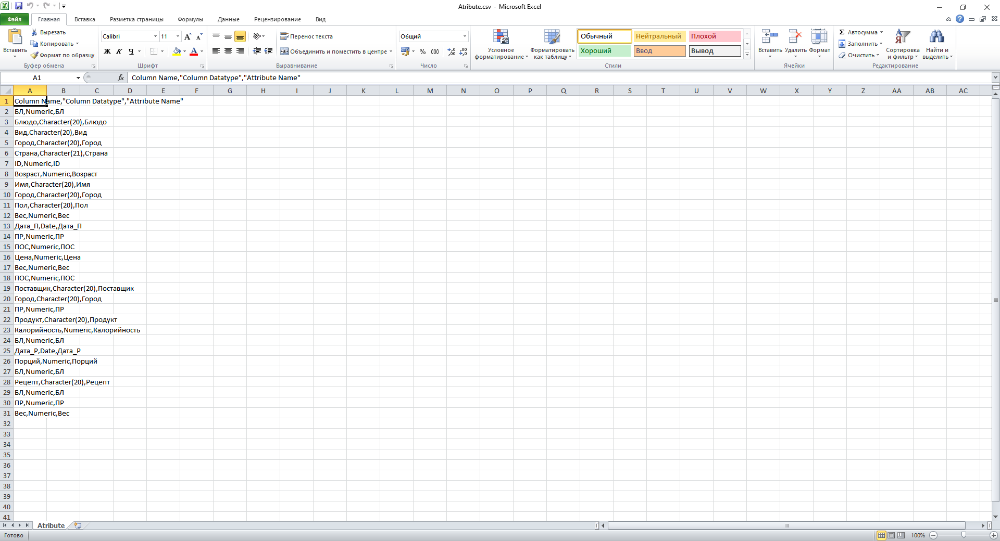 Atribute.csv - Microsoft Excel
Файл Главная Вставка Разметка страницы Формулы Данные Рецензирование Вид
Вставить
Вырезать
Копировать
Формат по образцу
Буфер обмена
Calibri 11
Ж К Ч
Шрифт
Перенос текста
Объединить и поместить в центре
Выравнивание
Общий
% 000
Число
Условное форматирование
Форматировать как таблицу
Обычный Нейтральный Плохой
Хороший Ввод Вывод
Стили
Вставить Удалить Формат
Ячейки
Σ Автосумма
Заполнить
Очистить
Сортировка и фильтр
Найти и выделить
Редактирование
A1 fx Column Name,"Column Datatype","Attribute Name"
A B C D E F G H I J K L M N O P Q R S T U V W X Y Z AA AB AC
1 Column Name,"Column Datatype","Attribute Name"
2 БЛ,Numeric,БЛ
3 Блюдо,Character(20),Блюдо
4 Вид,Character(20),Вид
5 Город,Character(20),Город
6 Страна,Character(21),Страна
7 ID,Numeric,ID
8 Возраст,Numeric,Возраст
9 Имя,Character(20),Имя
10 Город,Character(20),Город
11 Пол,Character(20),Пол
12 Вес,Numeric,Вес
13 Дата_П,Date,Дата_П
14 ПР,Numeric,ПР
15 ПОС,Numeric,ПОС
16 Цена,Numeric,Цена
17 Вес,Numeric,Вес
18 ПОС,Numeric,ПОС
19 Поставщик,Character(20),Поставщик
20 Город,Character(20),Город
21 ПР,Numeric,ПР
22 Продукт,Character(20),Продукт
23 Калорийность,Numeric,Калорийность
24 БЛ,Numeric,БЛ
25 Дата_Р,Date,Дата_Р
26 Порций,Numeric,Порций
27 БЛ,Numeric,БЛ
28 Рецепт,Character(20),Рецепт
29 БЛ,Numeric,БЛ
30 ПР,Numeric,ПР
31 Вес,Numeric,Вес
32
33
34
35
36
37
38
39
40
41
Atribute
Готово 100%